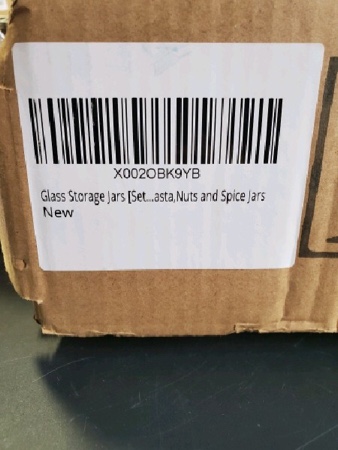 X002OBK9YB
Glass Storage Jars [Set...asta,Nuts and Spice Jars
New